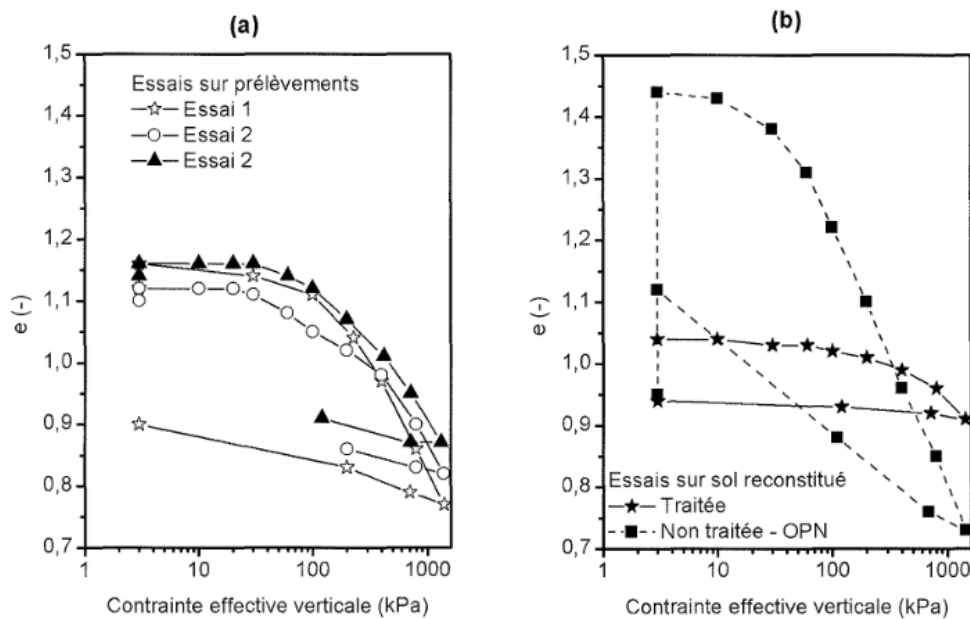 (a)
1,5
1,4
1,3
1,2
1,1
1,0
0,9
0,8
0,7
e (-)
Essais sur prélèvements
Essai 1
Essai 2
Essai 2
1
10
100
1000
Contrainte effective verticale (kPa)
(b)
1,5
1,4
1,3
1,2
1,1
1,0
0,9
0,8
0,7
e (-)
Essais sur sol reconstitué
Traitée
Non traitée - OPN
1
10
100
1000
Contrainte effective verticale (kPa)